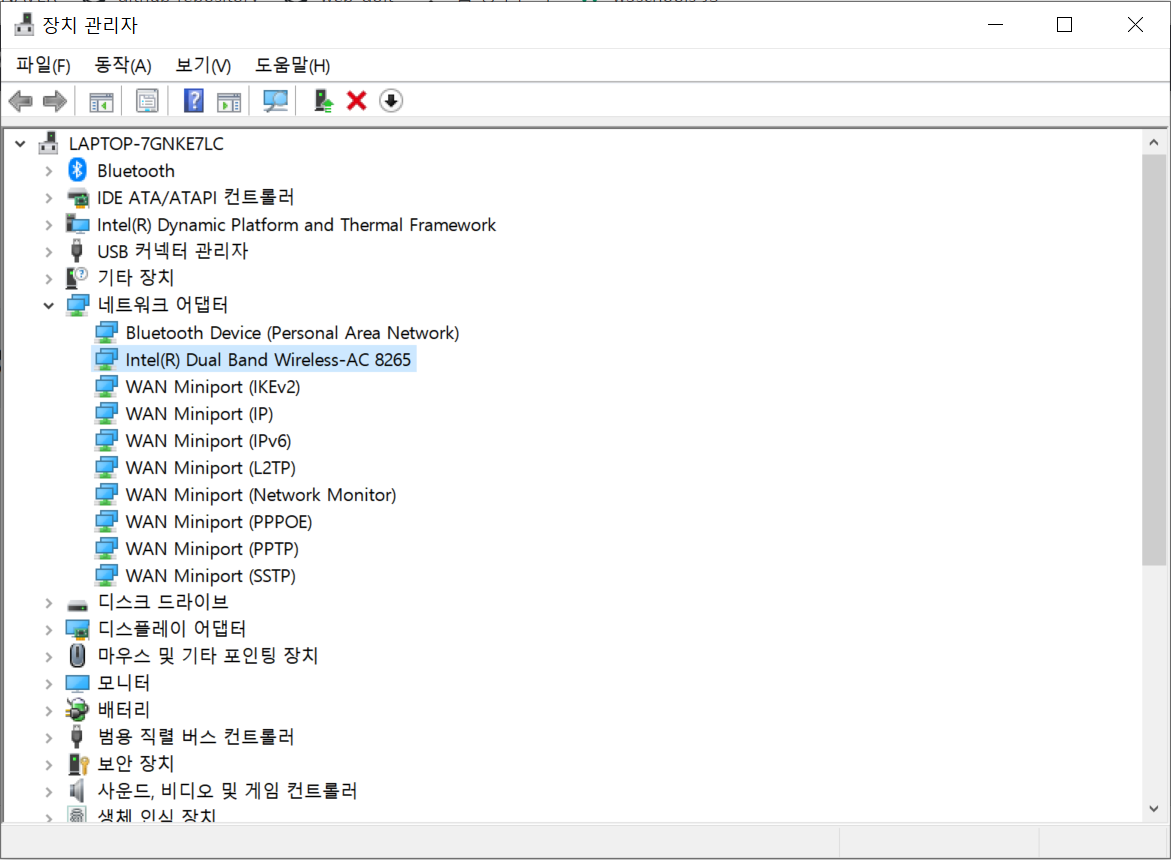 장치 관리자
파일(F) 동작(A) 보기(V) 도움말(H)
LAPTOP-7GNKE7LC
Bluetooth
IDE ATA/ATAPI 컨트롤러
Intel(R) Dynamic Platform and Thermal Framework
USB 커넥터 관리자
기타 장치
네트워크 어댑터
Bluetooth Device (Personal Area Network)
Intel(R) Dual Band Wireless-AC 8265
WAN Miniport (IKEv2)
WAN Miniport (IP)
WAN Miniport (IPv6)
WAN Miniport (L2TP)
WAN Miniport (Network Monitor)
WAN Miniport (PPPOE)
WAN Miniport (PPTP)
WAN Miniport (SSTP)
디스크 드라이브
디스플레이 어댑터
마우스 및 기타 포인팅 장치
모니터
배터리
범용 직렬 버스 컨트롤러
보안 장치
사운드, 비디오 및 게임 컨트롤러
생체 인식 장치